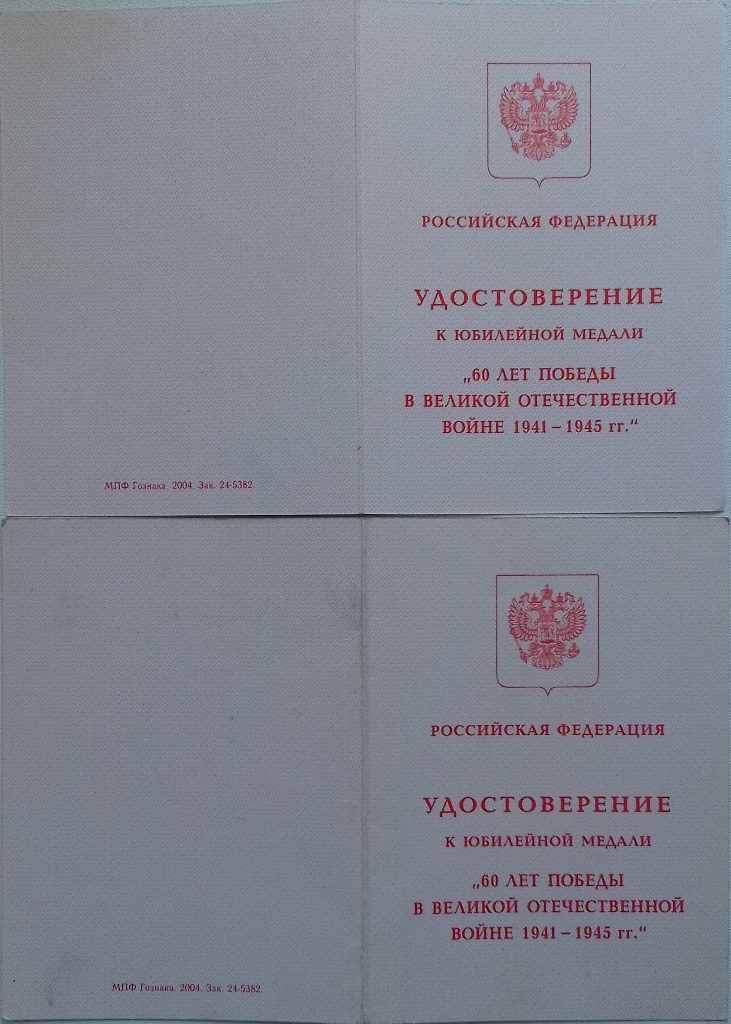 РОССИЙСКАЯ ФЕДЕРАЦИЯ
УДОСТОВЕРЕНИЕ
К ЮБИЛЕЙНОЙ МЕДАЛИ
„60 ЛЕТ ПОБЕДЫ
В ВЕЛИКОЙ ОТЕЧЕСТВЕННОЙ
ВОЙНЕ 1941 – 1945 гг.“
МПФ Гознака. 2004. Зак. 24-5382.
РОССИЙСКАЯ ФЕДЕРАЦИЯ
УДОСТОВЕРЕНИЕ
К ЮБИЛЕЙНОЙ МЕДАЛИ
„60 ЛЕТ ПОБЕДЫ
В ВЕЛИКОЙ ОТЕЧЕСТВЕННОЙ
ВОЙНЕ 1941 – 1945 гг.“
МПФ Гознака. 2004. Зак. 24-5382.